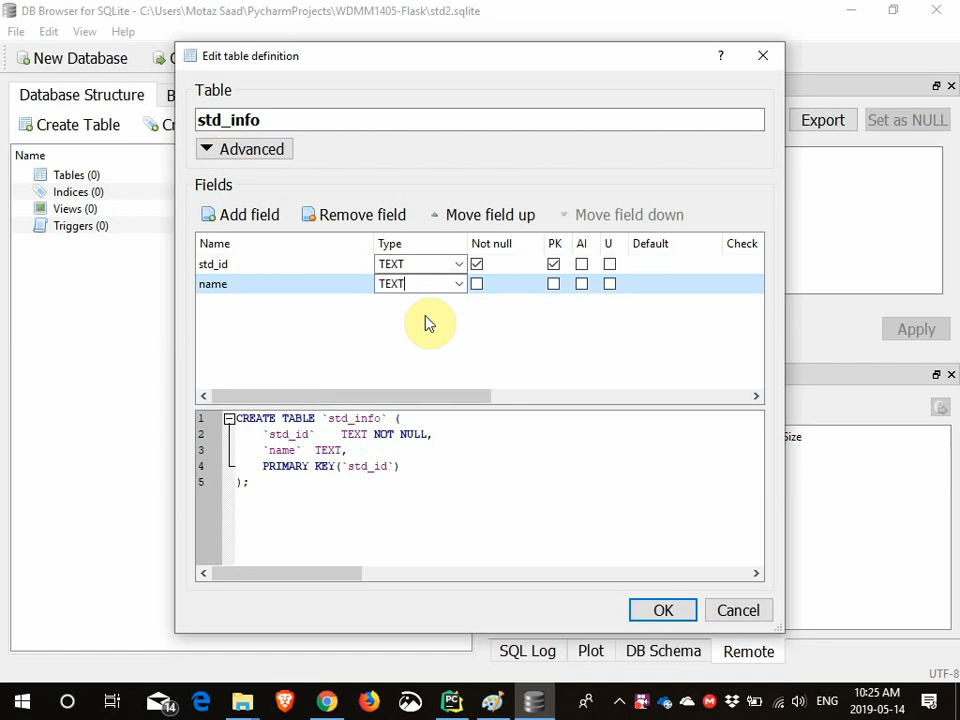 DB Browser for SQLite - C:\Users\Motaz Saad\PycharmProjects\WDMM1405-Flask\std2.sqlite
File Edit View Help
New Database
Edit table definition
?
Database Structure
Create Table
Name
Tables (0)
Indices (0)
Views (0)
Triggers (0)
Table
std_info
Advanced
Fields
Add field Remove field Move field up Move field down
Name Type Not null PK AI U Default Check
std_id TEXT
name TEXT
1 CREATE TABLE `std_info` (
2 `std_id` TEXT NOT NULL,
3 `name` TEXT,
4 PRIMARY KEY(`std_id`)
5 );
OK Cancel
Export Set as NULL
Apply
Size
SQL Log Plot DB Schema Remote
UTF-8
14
ENG
10:25 AM
2019-05-14